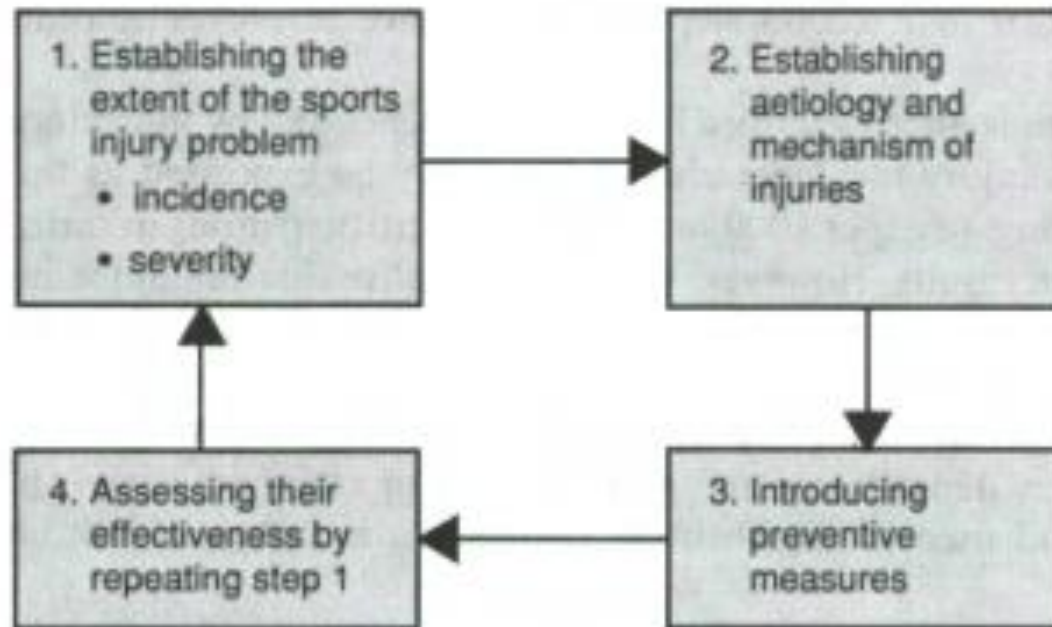 1. Establishing the
extent of the sports
injury problem
• incidence
• severity
2. Establishing
aetiology and
mechanism of
injuries
3. Introducing
preventive
measures
4. Assessing their
effectiveness by
repeating step 1